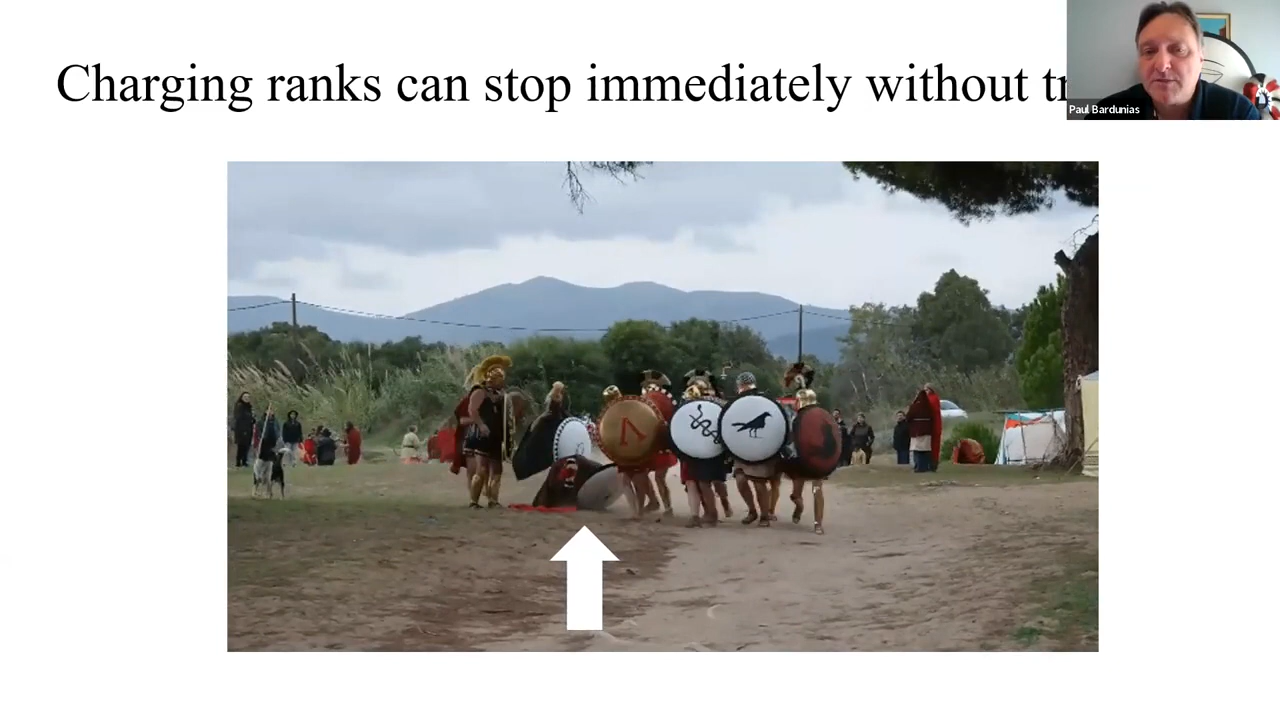 Charging ranks can stop immediately without
Paul Bardunias
Λ